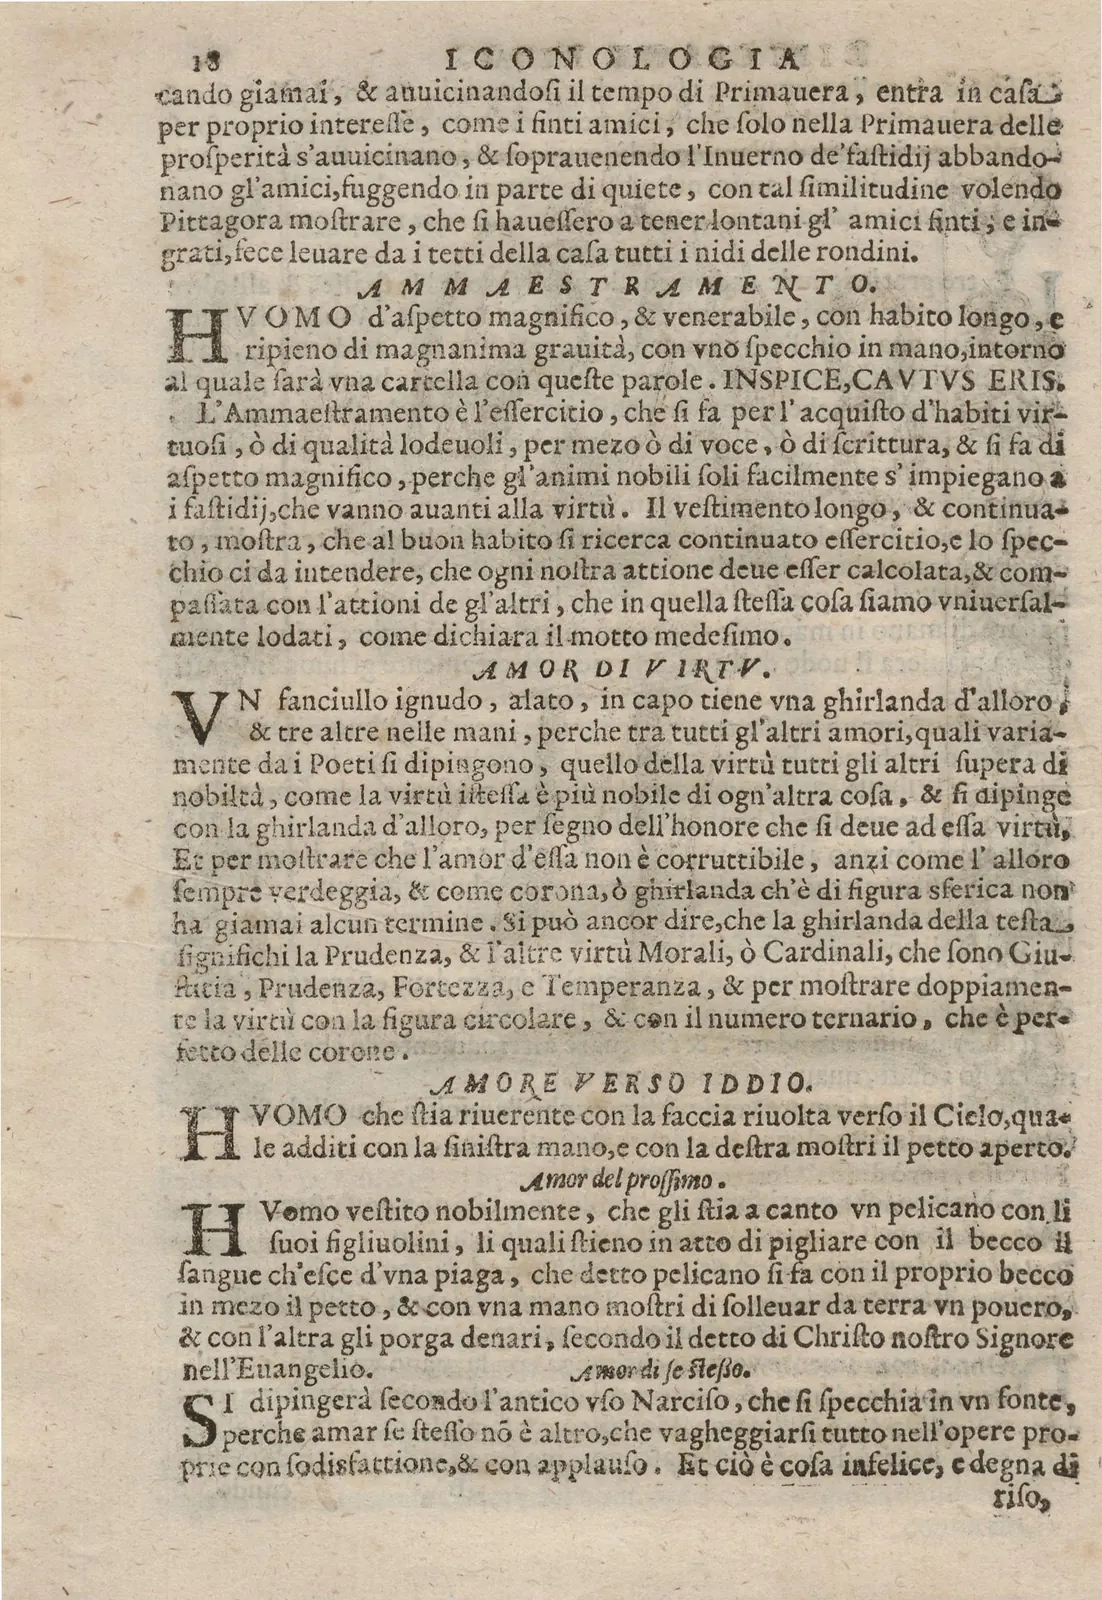 18 ICONOLOGIA
cando giamai, & auuicinandoſi il tempo di Primauera, entra in caſa
per proprio intereſſe, come i finti amici, che ſolo nella Primauera delle
proſperità s'auuicinano, & ſoprauenendo l'Inuerno de'faſtidij abbando-
nano gl'amici,fuggendo in parte di quiete, con tal ſimilitudine volendo
Pittagora moſtrare, che ſi haueſſero a tener lontani gl' amici finti, e in-
grati,fece leuare da i tetti della caſa tutti i nidi delle rondini.
AMMAESTRAMENTO.
HVOMO d'aſpetto magnifico, & venerabile, con habito longo, e
ripieno di magnanima grauità, con vno ſpecchio in mano,intorno
al quale ſarà vna cartella con queſte parole. INSPICE,CAVTVS ERIS.
L'Ammaeſtramento è l'eſſercitio, che ſi fa per l' acquiſto d'habiti vir-
tuoſi, ò di qualità lodeuoli, per mezo ò di voce, ò di ſcrittura, & ſi fa di
aſpetto magnifico, perche gl'animi nobili ſoli facilmente s' impiegano a
i faſtidij,che vanno auanti alla virtù. Il veſtimento longo, & continua-
to, moſtra, che al buon habito ſi ricerca continuato eſſercitio,e lo ſpec-
chio ci da intendere, che ogni noſtra attione deue eſſer calcolata,& com-
paſſata con l'attioni de gl'altri, che in quella ſteſſa coſa ſiamo vniuerſal-
mente lodati, come dichiara il motto medeſimo.
AMOR DI VIRTV.
VN fanciullo ignudo, alato, in capo tiene vna ghirlanda d'alloro,
& tre altre nelle mani, perche tra tutti gl'altri amori,quali varia-
mente da i Poeti ſi dipingono, quello della virtù tutti gli altri ſupera di
nobiltà, come la virtù iſteſſa è più nobile di ogn'altra coſa, & ſi dipinge
con la ghirlanda d'alloro, per ſegno dell'honore che ſi deue ad eſſa virtù,
Et per moſtrare che l'amor d'eſſa non è corruttibile, anzi come l' alloro
ſempre verdeggia, & come corona,ò ghirlanda ch'è di figura sferica non
ha giamai alcun termine. Si può ancor dire,che la ghirlanda della teſta
ſignifichi la Prudenza, & l'altre virtù Morali, ò Cardinali, che ſono Giu-
ſtitia, Prudenza, Fortezza, e Temperanza, & per moſtrare doppiamen-
te la virtù con la figura circolare, & con il numero ternario, che è per-
fetto delle corone.
AMORE VERSO IDDIO.
HVOMO che ſtia riuerente con la faccia riuolta verſo il Cielo,qua-
le additi con la ſiniſtra mano,e con la deſtra moſtri il petto aperto.
Amor del proſſimo.
HVomo veſtito nobilmente, che gli ſtia a canto vn pelicano con li
ſuoi figliuolini, li quali ſtieno in atto di pigliare con il becco il
ſangue ch'eſce d'vna piaga, che detto pelicano ſi fa con il proprio becco
in mezo il petto, & con vna mano moſtri di ſolleuar da terra vn pouero,
& con l'altra gli porga denari, ſecondo il detto di Chriſto noſtro Signore
nell'Euangelio. Amor di ſe ſteſſo.
SI dipingerà ſecondo l'antico vſo Narciſo, che ſi ſpecchia in vn fonte,
perche amar ſe ſteſſo nõ è altro,che vagheggiarſi tutto nell'opere pro-
prie con ſodisfattione,& con applauſo. Et ciò è coſa infelice, e degna di
riſo,